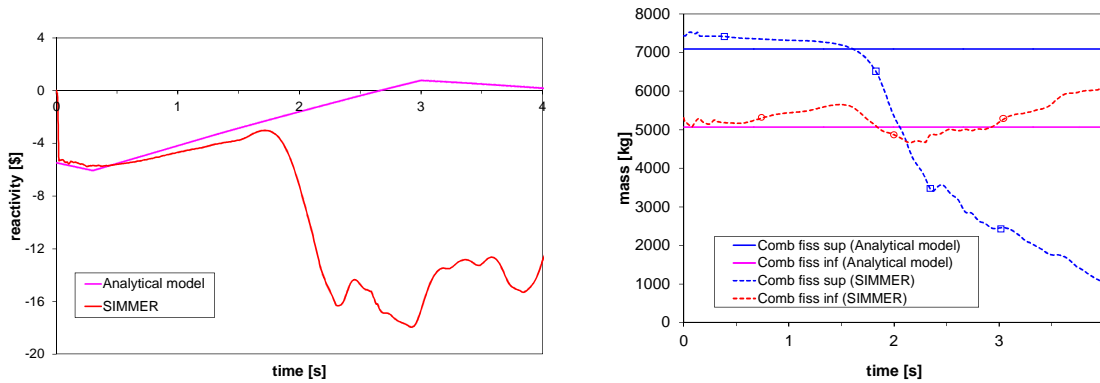 4
0
-4
-8
-12
-16
-20
0 1 2 3 4
reactivity [$]
time [s]
Analytical model
SIMMER
8000
7000
6000
5000
4000
3000
2000
1000
0
0 1 2 3
mass [kg]
time [s]
Comb fiss sup (Analytical model)
Comb fiss inf (Analytical model)
Comb fiss sup (SIMMER)
Comb fiss inf (SIMMER)